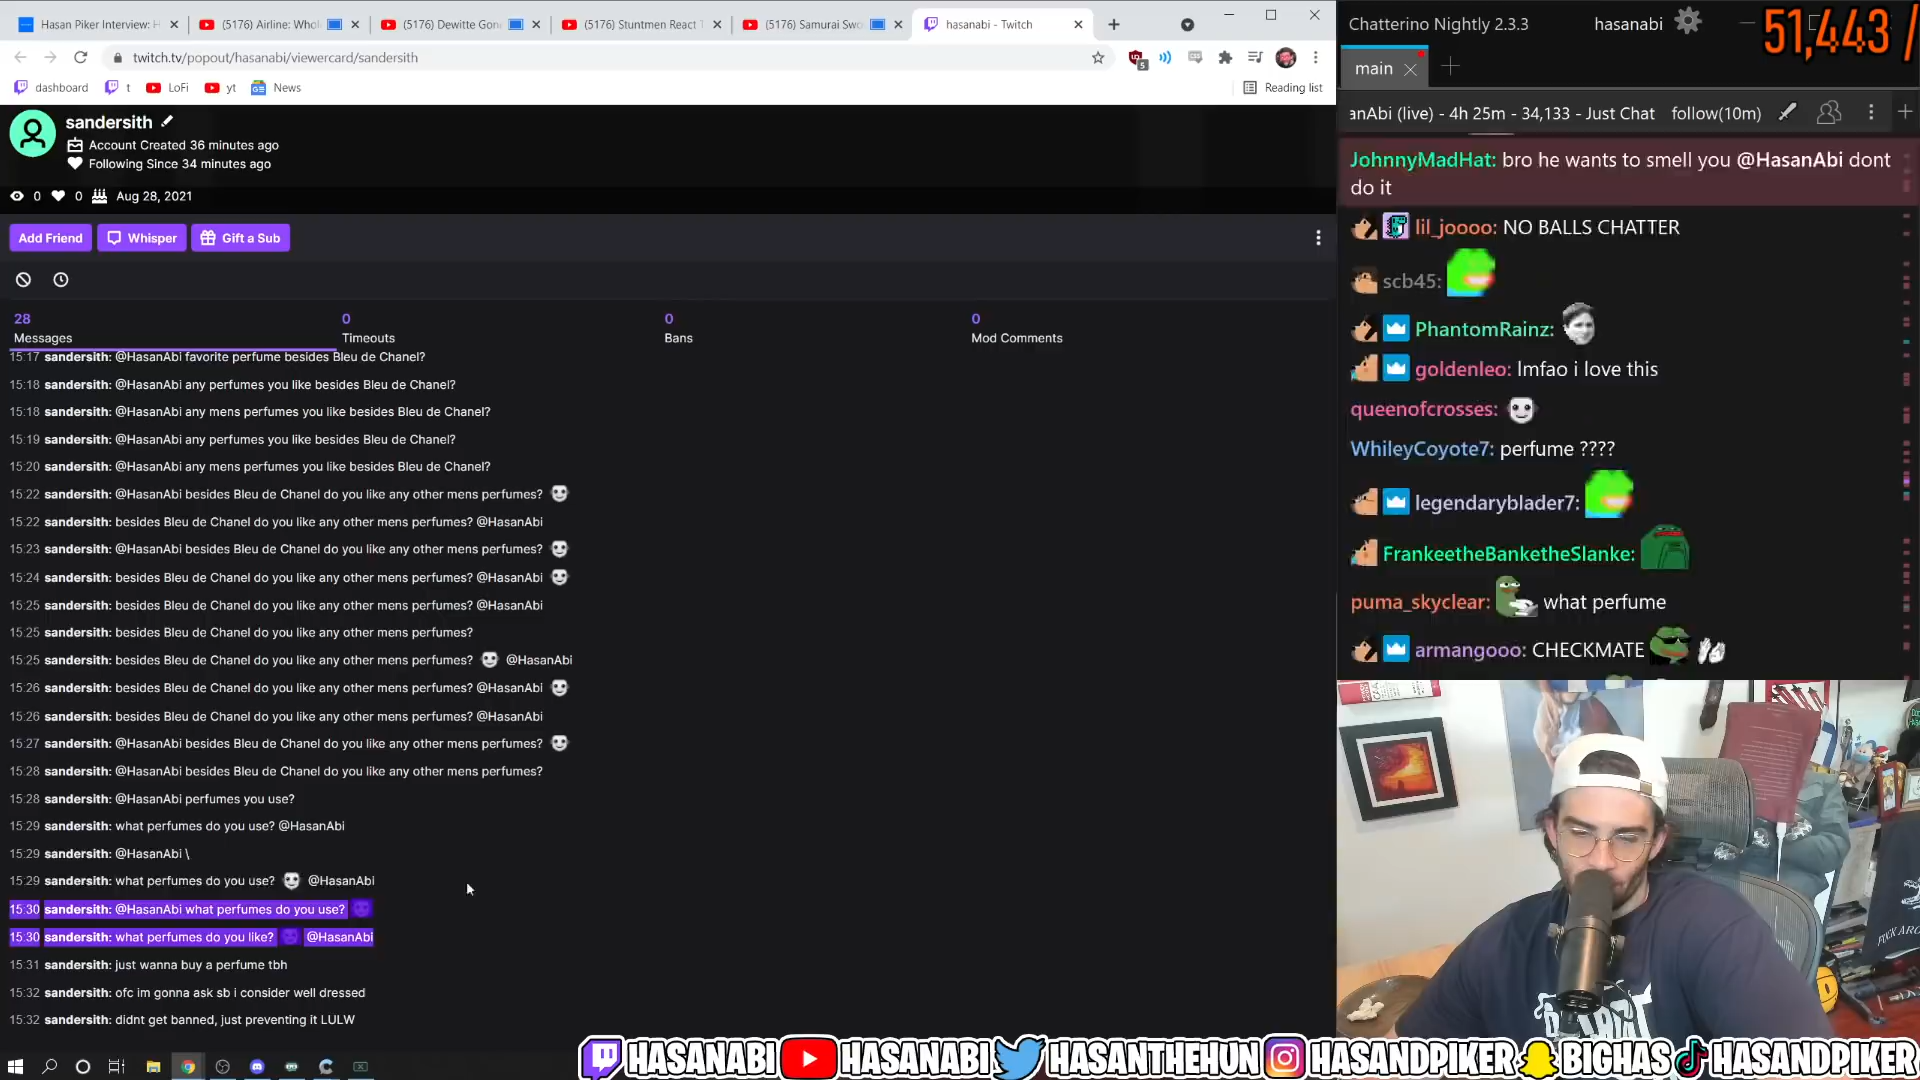 Hasan Piker Interview: H
(5176) Airline: Whol
(5176) Dewitte Gon
(5176) Stuntmen React T
(5176) Samurai Swo
hasanabi - Twitch
twitch.tv/popout/hasanabi/viewercard/sandersith
5
dashboard
t
LoFi
yt
News
Reading list
sandersith
Account Created 36 minutes ago
Following Since 34 minutes ago
0 0 Aug 28, 2021
Add Friend
Whisper
Gift a Sub
28 Messages
0 Timeouts
0 Bans
0 Mod Comments
15:17 sandersith: @HasanAbi favorite perfume besides Bleu de Chanel?
15:18 sandersith: @HasanAbi any perfumes you like besides Bleu de Chanel?
15:18 sandersith: @HasanAbi any mens perfumes you like besides Bleu de Chanel?
15:19 sandersith: @HasanAbi any perfumes you like besides Bleu de Chanel?
15:20 sandersith: @HasanAbi any mens perfumes you like besides Bleu de Chanel?
15:22 sandersith: @HasanAbi besides Bleu de Chanel do you like any other mens perfumes?
15:22 sandersith: besides Bleu de Chanel do you like any other mens perfumes? @HasanAbi
15:23 sandersith: @HasanAbi besides Bleu de Chanel do you like any other mens perfumes?
15:24 sandersith: besides Bleu de Chanel do you like any other mens perfumes? @HasanAbi
15:25 sandersith: besides Bleu de Chanel do you like any other mens perfumes? @HasanAbi
15:25 sandersith: besides Bleu de Chanel do you like any other mens perfumes?
15:25 sandersith: besides Bleu de Chanel do you like any other mens perfumes? @HasanAbi
15:26 sandersith: besides Bleu de Chanel do you like any other mens perfumes? @HasanAbi
15:26 sandersith: besides Bleu de Chanel do you like any other mens perfumes? @HasanAbi
15:27 sandersith: @HasanAbi besides Bleu de Chanel do you like any other mens perfumes?
15:28 sandersith: @HasanAbi besides Bleu de Chanel do you like any other mens perfumes?
15:28 sandersith: @HasanAbi perfumes you use?
15:29 sandersith: what perfumes do you use? @HasanAbi
15:29 sandersith: @HasanAbi \
15:29 sandersith: what perfumes do you use? @HasanAbi
15:30 sandersith: @HasanAbi what perfumes do you use?
15:30 sandersith: what perfumes do you like? @HasanAbi
15:31 sandersith: just wanna buy a perfume tbh
15:32 sandersith: ofc im gonna ask sb i consider well dressed
15:32 sandersith: didnt get banned, just preventing it LULW
Chatterino Nightly 2.3.3
hasanabi
51,443 /
main
anAbi (live) - 4h 25m - 34,133 - Just Chat
follow(10m)
JohnnyMadHat: bro he wants to smell you @HasanAbi dont
do it
lil_joooo: NO BALLS CHATTER
scb45:
PhantomRainz:
goldenleo: lmfao i love this
queenofcrosses:
WhileyCoyote7: perfume ????
legendaryblader7:
FrankeetheBanketheSlanke:
puma_skyclear: what perfume
armangooo: CHECKMATE
HASANABI
HASANABI
HASANTHEHUN
HASANDPIKER
BIGHAS
HASANDPIKER